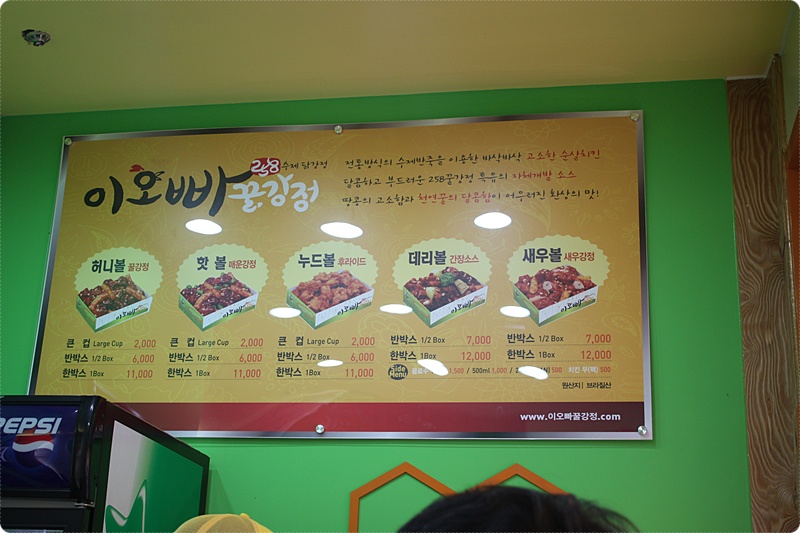 이오빠 258 수제 닭강정
꿀.강정
전통방식의 수제반죽을 이용한 바삭바삭 고소한 순살치킨
달콤하고 부드러운 258꿀강정 특유의 자체개발 소스
땅콩의 고소함과 천연꿀의 달콤함이 어우러진 환상의 맛!
허니볼 꿀강정
큰 컵 Large Cup 2,000
반박스 1/2 Box 6,000
한박스 1Box 11,000
핫 볼 매운강정
큰 컵 Large Cup 2,000
반박스 1/2 Box 6,000
한박스 1Box 11,000
누드볼 후라이드
큰 컵 Large Cup 2,000
반박스 1/2 Box 6,000
한박스 1Box 11,000
데리볼 간장소스
반박스 1/2 Box 7,000
한박스 1Box 12,000
새우볼 새우강정
반박스 1/2 Box 7,000
한박스 1Box 12,000
Side Menu 1,500 / 500ml 1,000 / 500 치킨 무(팩) 500
원산지| 브라질산
www.이오빠꿀강정.com
PEPSI